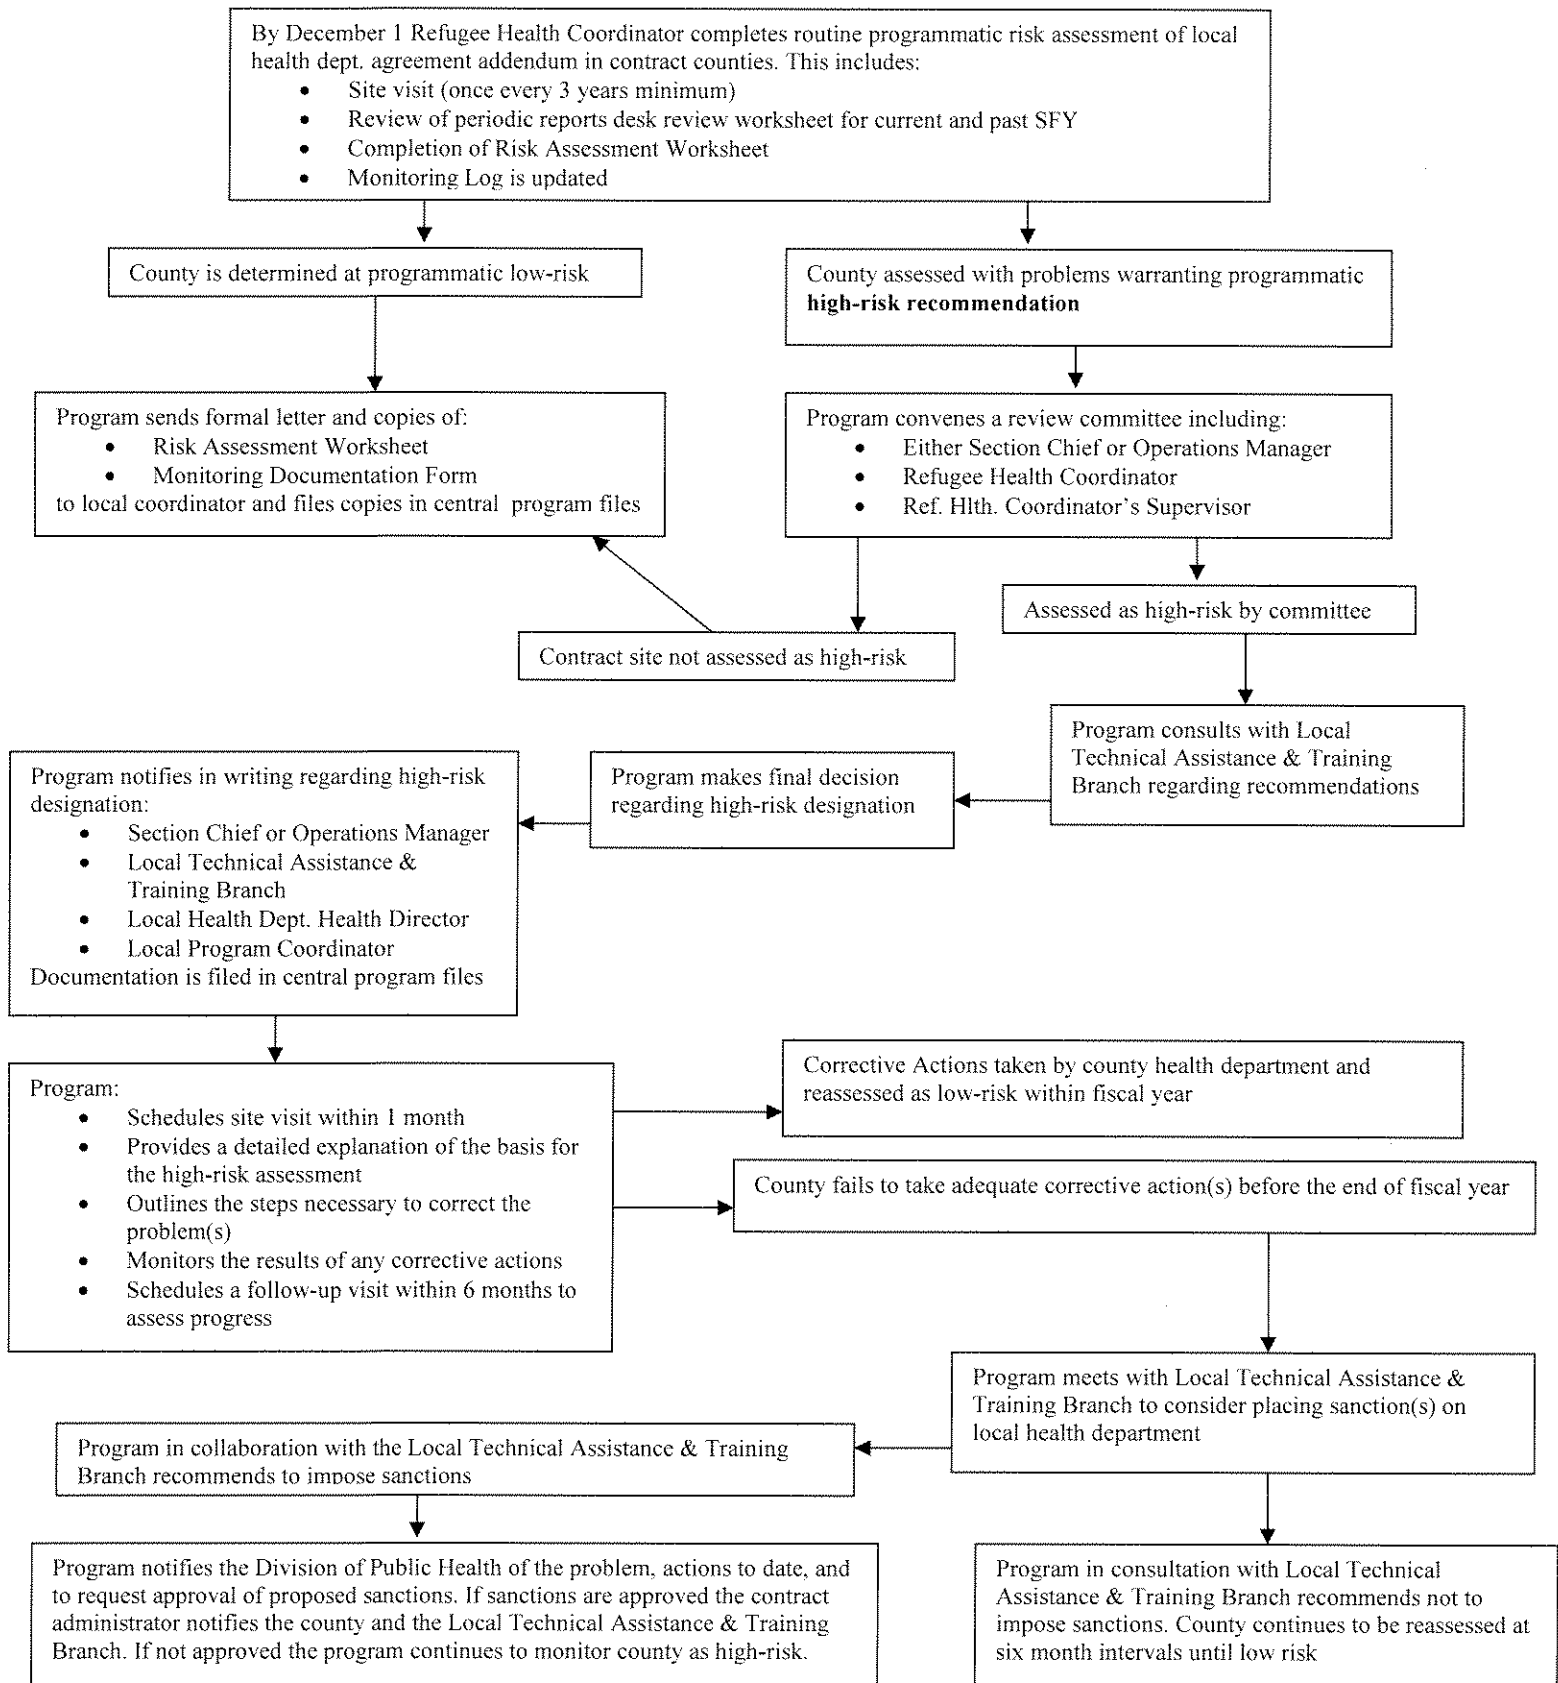 By December 1 Refugee Health Coordinator completes routine programmatic risk assessment of local
health dept. agreement addendum in contract counties. This includes:
• Site visit (once every 3 years minimum)
• Review of periodic reports desk review worksheet for current and past SFY
• Completion of Risk Assessment Worksheet
• Monitoring Log is updated
County is determined at programmatic low-risk
County assessed with problems warranting programmatic
high-risk recommendation
Program sends formal letter and copies of:
• Risk Assessment Worksheet
• Monitoring Documentation Form
to local coordinator and files copies in central program files
Program convenes a review committee including:
• Either Section Chief or Operations Manager
• Refugee Health Coordinator
• Ref. Hlth. Coordinator's Supervisor
Assessed as high-risk by committee
Contract site not assessed as high-risk
Program consults with Local
Technical Assistance & Training
Branch regarding recommendations
Program makes final decision
regarding high-risk designation
Program notifies in writing regarding high-risk
designation:
• Section Chief or Operations Manager
• Local Technical Assistance &
Training Branch
• Local Health Dept. Health Director
• Local Program Coordinator
Documentation is filed in central program files
Program:
• Schedules site visit within 1 month
• Provides a detailed explanation of the basis for
the high-risk assessment
• Outlines the steps necessary to correct the
problem(s)
• Monitors the results of any corrective actions
• Schedules a follow-up visit within 6 months to
assess progress
Corrective Actions taken by county health department and
reassessed as low-risk within fiscal year
County fails to take adequate corrective action(s) before the end of fiscal year
Program meets with Local Technical Assistance &
Training Branch to consider placing sanction(s) on
local health department
Program in collaboration with the Local Technical Assistance & Training
Branch recommends to impose sanctions
Program notifies the Division of Public Health of the problem, actions to date, and
to request approval of proposed sanctions. If sanctions are approved the contract
administrator notifies the county and the Local Technical Assistance & Training
Branch. If not approved the program continues to monitor county as high-risk.
Program in consultation with Local Technical
Assistance & Training Branch recommends not to
impose sanctions. County continues to be reassessed at
six month intervals until low risk